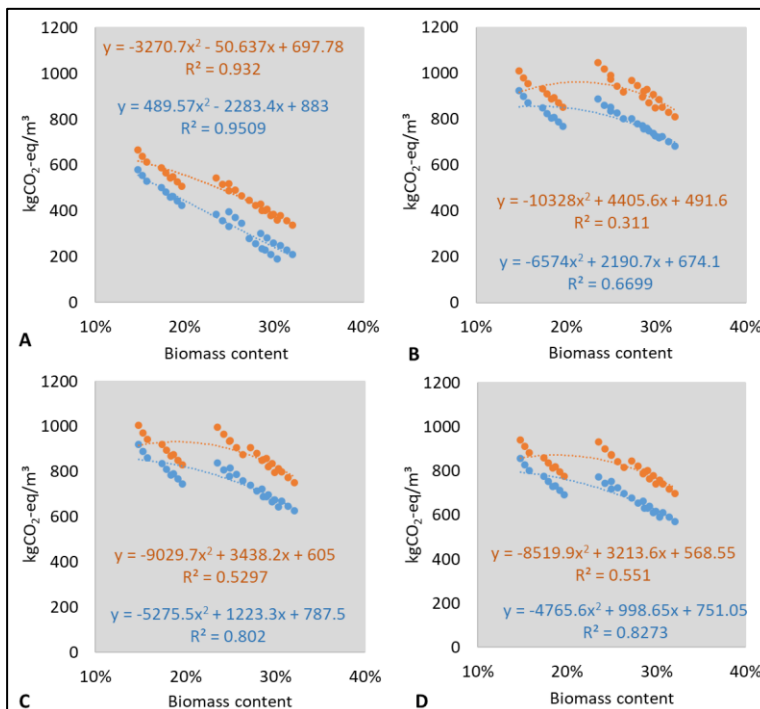 y = -3270.7x² - 50.637x + 697.78
R² = 0.932
y = 489.57x² - 2283.4x + 883
R² = 0.9509
kgCO₂-eq/m³
1200
1000
800
600
400
200
0
10%
20%
30%
40%
A
Biomass content
kgCO₂-eq/m³
1200
1000
800
600
400
200
0
y = -10328x² + 4405.6x + 491.6
R² = 0.311
y = -6574x² + 2190.7x + 674.1
R² = 0.6699
10%
20%
30%
40%
B
Biomass content
kgCO₂-eq/m³
1200
1000
800
600
400
200
0
y = -9029.7x² + 3438.2x + 605
R² = 0.5297
y = -5275.5x² + 1223.3x + 787.5
R² = 0.802
10%
20%
30%
40%
C
Biomass content
kgCO₂-eq/m³
1200
1000
800
600
400
200
0
y = -8519.9x² + 3213.6x + 568.55
R² = 0.551
y = -4765.6x² + 998.65x + 751.05
R² = 0.8273
10%
20%
30%
40%
Biomass content
D